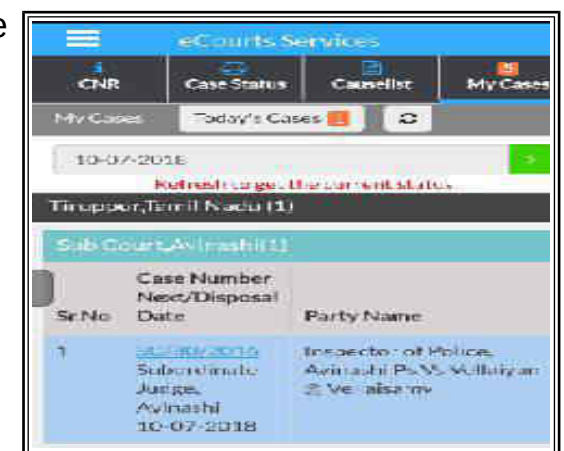 e
eCourts Services
CNR Case Status Causelist My Cases
My Cases Today's Cases 1
10-07-2018
Refresh to get the current status
Tiruppur,Tamil Nadu (1)
Sub Court,Avinashi(1)
Sr.No Case Number Next/Disposal Date Party Name
1
Subordinate Judge, Avinashi 10-07-2018
Inspector of Police, Avinashi Ps Vs